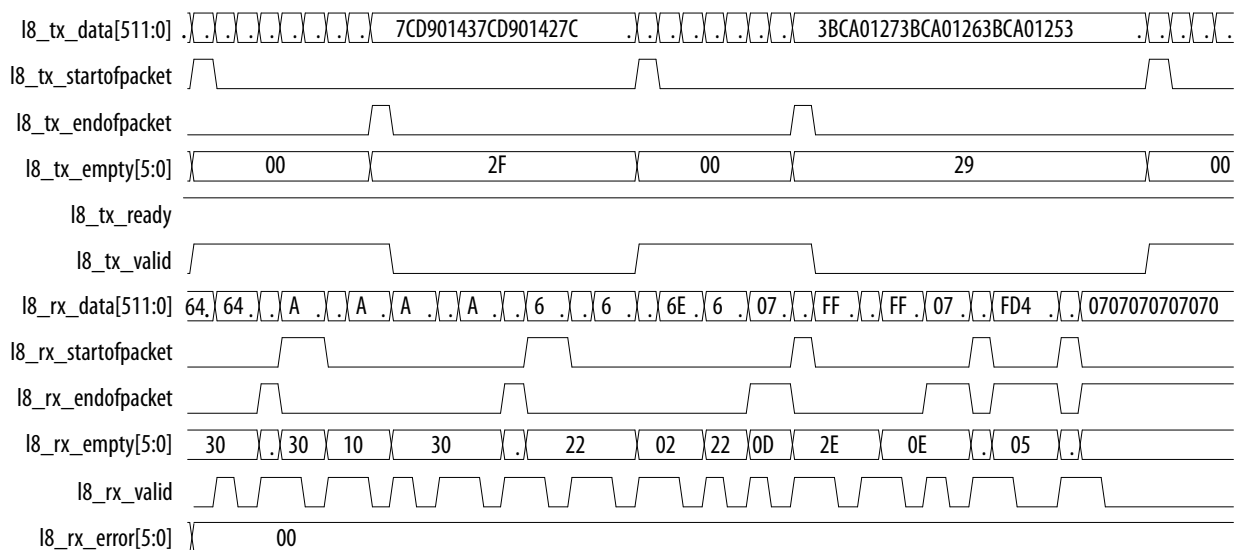 l8_tx_data[511:0] . . . . . . . . . 7CD901437CD901427C . . . . . . . . 3BCA01273BCA01263BCA01253 . . . . .
l8_tx_startofpacket
l8_tx_endofpacket
l8_tx_empty[5:0] 00 2F 00 29 00
l8_tx_ready
l8_tx_valid
l8_rx_data[511:0] 64. 64 . . A . . A . A . . A . . 6 . . 6 . . 6E 6 . 07. . FF . . FF . 07 . . FD4 . . 0707070707070
l8_rx_startofpacket
l8_rx_endofpacket
l8_rx_empty[5:0] 30 . 30 10 30 . 22 02 22 0D 2E 0E . 05 .
l8_rx_valid
l8_rx_error[5:0] 00